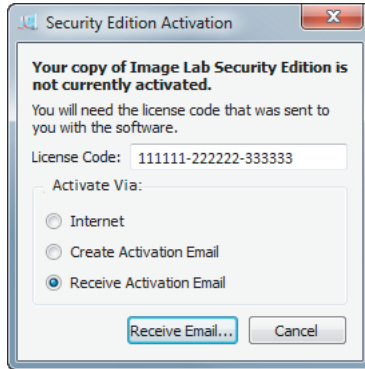 Security Edition Activation
Your copy of Image Lab Security Edition is
not currently activated.
You will need the license code that was sent to
you with the software.
License Code: 111111-222222-333333
Activate Via:
Internet
Create Activation Email
Receive Activation Email
Receive Email... Cancel